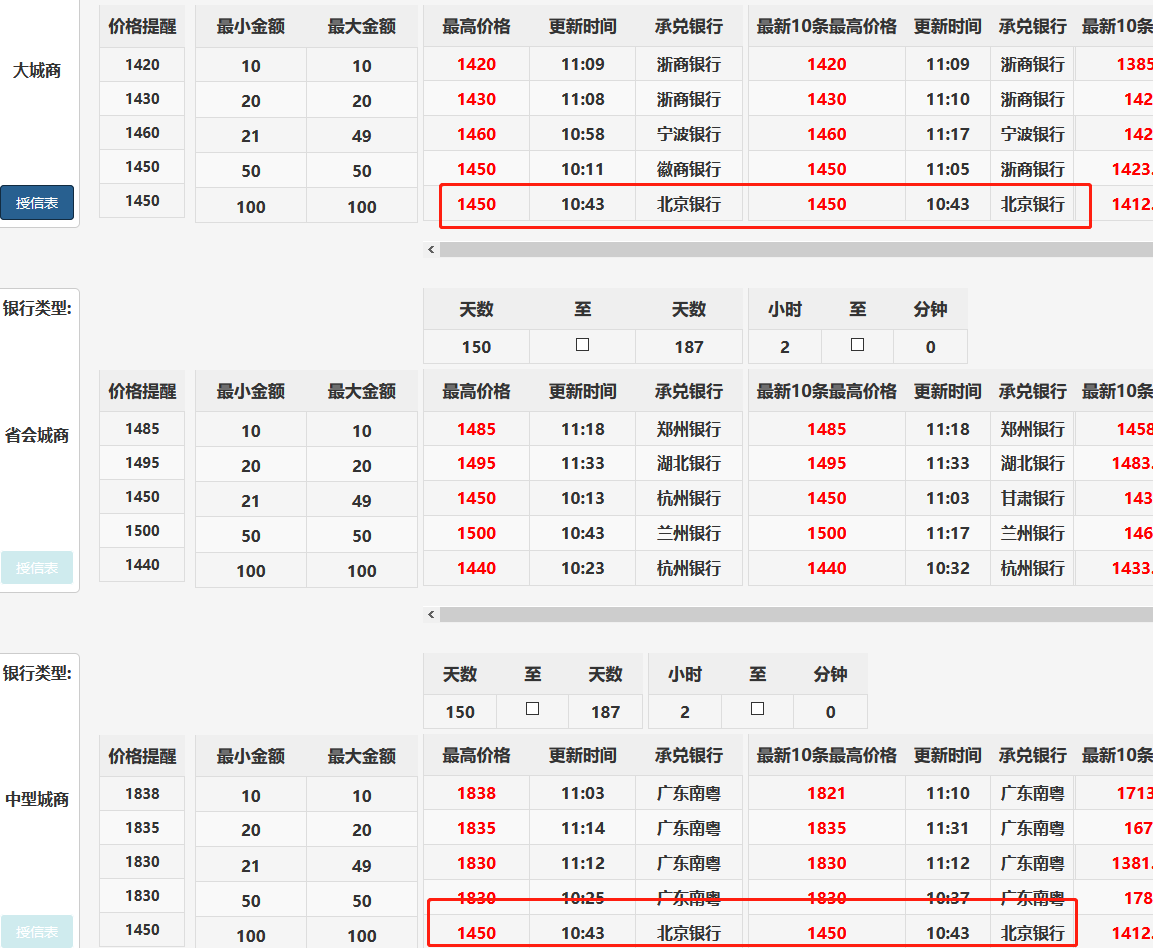 价格提醒 最小金额 最大金额 最高价格 更新时间 承兑银行 最新10条最高价格 更新时间 承兑银行 最新10条
大城商
1420 10 10 1420 11:09 浙商银行 1420 11:09 浙商银行 1385
1430 20 20 1430 11:08 浙商银行 1430 11:10 浙商银行 142
1460 21 49 1460 10:58 宁波银行 1460 11:17 宁波银行 142
1450 50 50 1450 10:11 徽商银行 1450 11:05 浙商银行 1423.
授信表
1450 100 100 1450 10:43 北京银行 1450 10:43 北京银行 1412.
银行类型: 天数 至 天数 小时 至 分钟
150 187 2 0
价格提醒 最小金额 最大金额 最高价格 更新时间 承兑银行 最新10条最高价格 更新时间 承兑银行 最新10条
省会城商
1485 10 10 1485 11:18 郑州银行 1485 11:18 郑州银行 1458
1495 20 20 1495 11:33 湖北银行 1495 11:33 湖北银行 1483.
1450 21 49 1450 10:13 杭州银行 1450 11:03 甘肃银行 143
1500 50 50 1500 10:43 兰州银行 1500 11:17 兰州银行 146
授信表
1440 100 100 1440 10:23 杭州银行 1440 10:32 杭州银行 1433.
银行类型: 天数 至 天数 小时 至 分钟
150 187 2 0
价格提醒 最小金额 最大金额 最高价格 更新时间 承兑银行 最新10条最高价格 更新时间 承兑银行 最新10条
中型城商
1838 10 10 1838 11:03 广东南粤 1821 11:10 广东南粤 1713
1835 20 20 1835 11:14 广东南粤 1835 11:31 广东南粤 167
1830 21 49 1830 11:12 广东南粤 1830 11:12 广东南粤 1381.
1830 50 50 1830 10:25 广东南粤 1830 10:37 广东南粤 178
授信表
1450 100 100 1450 10:43 北京银行 1450 10:43 北京银行 1412.